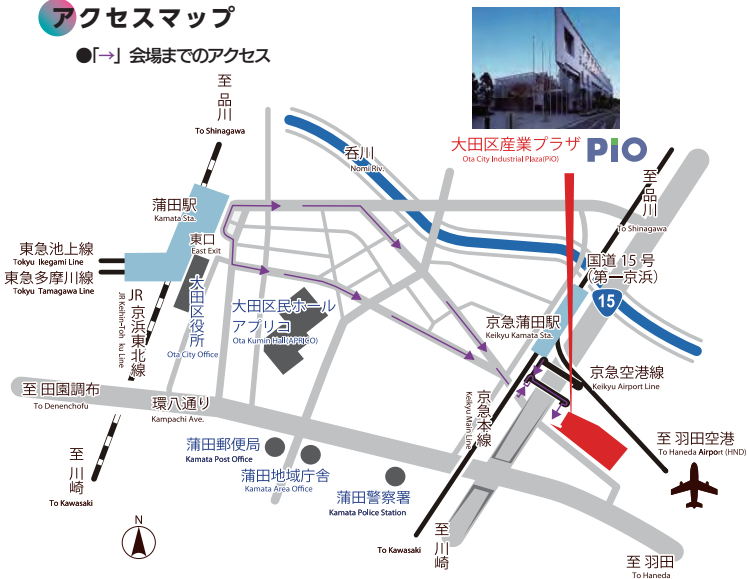 アクセスマップ
●「→」会場までのアクセス
至品川
To Shinagawa
呑川
Nomi Riv.
大田区産業プラザ PiO
Ota City Industrial Plaza(PiO)
至品川
To Shinagawa
蒲田駅
Kamata Sta.
東口
East Exit
東急池上線
Tokyu Ikegami Line
東急多摩川線
Tokyu Tamagawa Line
JR京浜東北線
JR Keihin-Toh ku Line
大田区役所
Ota City Office
大田区民ホール
アプリコ
Ota Kumin Hall(APRICO)
国道15号
(第一京浜)
15
京急蒲田駅
Keikyu Kamata Sta.
京急空港線
Keikyu Airport Line
京急本線
Keikyu Main Line
至 田園調布
To Denenchofu
環八通り
Kampachi Ave.
蒲田郵便局
Kamata Post Office
蒲田地域庁舎
Kamata Area Office
蒲田警察署
Kamata Police Station
至 羽田空港
To Haneda Airport (HND)
至川崎
To Kawasaki
N
至川崎
To Kawasaki
至 羽田
To Haneda